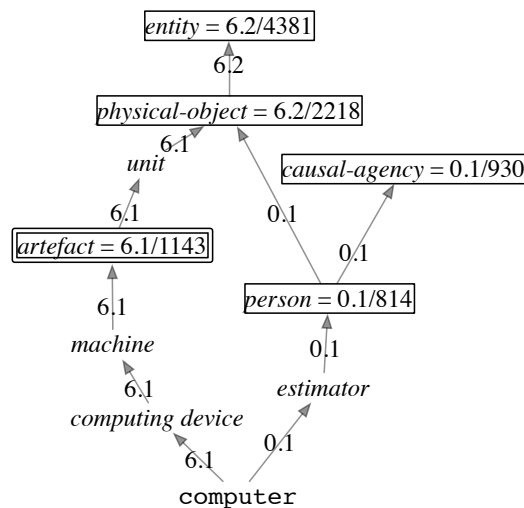 entity = 6.2/4381
6.2
physical-object = 6.2/2218
6.1
unit
causal-agency = 0.1/930
6.1
0.1
0.1
artefact = 6.1/1143
person = 0.1/814
6.1
machine
0.1
6.1
estimator
computing device
6.1
0.1
computer